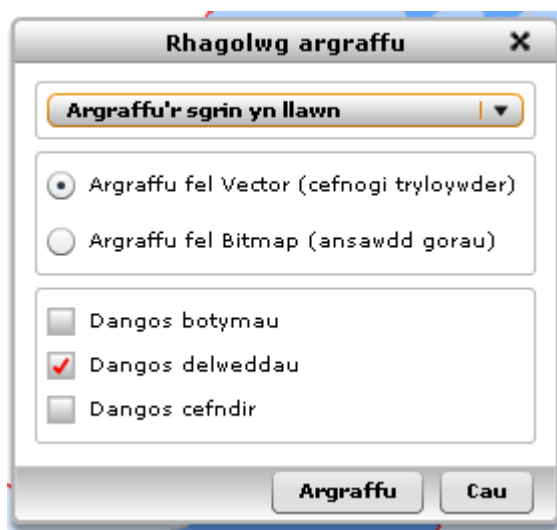 Rhagolwg argraffu
Argraffu'r sgrin yn llawn
Argraffu fel Vector (cefnogi tryloywder)
Argraffu fel Bitmap (ansawdd gorau)
Dangos botymau
Dangos delweddau
Dangos cefndir
Argraffu Cau